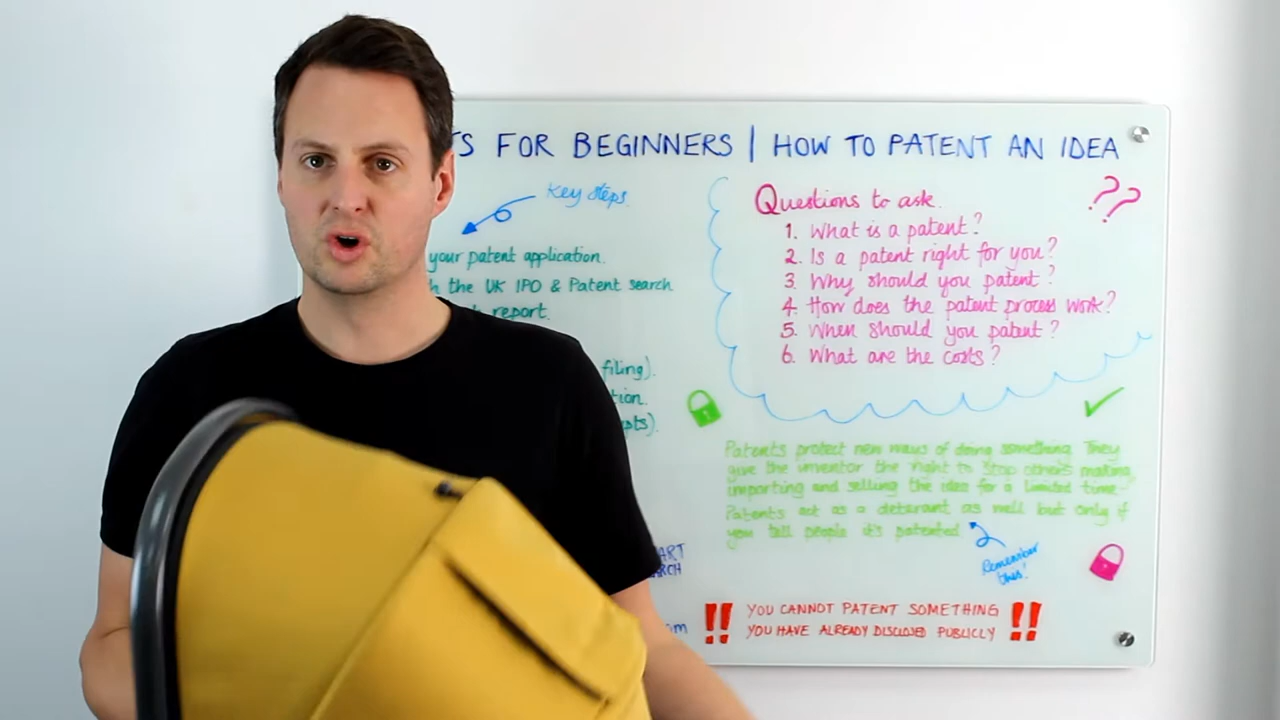 TS FOR BEGINNERS | HOW TO PATENT AN IDEA
Key steps.
your patent application.
h the UK IPO & Patent search
report.
filing).
tion.
pts).
ART
RCH
om
Questions to ask.
??
1. What is a patent?
2. Is a patent right for you?
3. Why should you patent?
4. How does the patent process work?
5. When should you patent?
6. What are the costs?
Patents protect new ways of doing something. They
give the inventor the right to stop others making,
importing and selling the idea for a limited time.
Patents act as a deterant as well but only if
you tell people it's patented.
Remember
this!
!! YOU CANNOT PATENT SOMETHING !!
YOU HAVE ALREADY DISCLOSED PUBLICLY